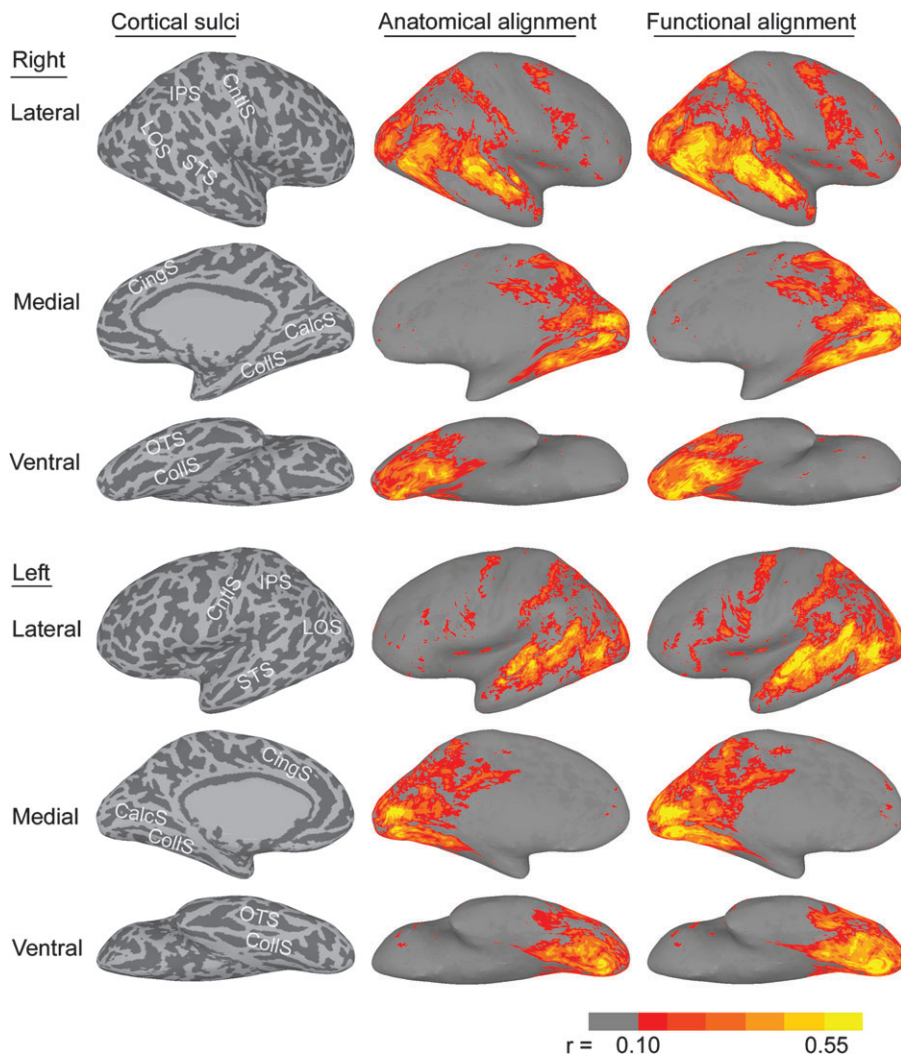 Cortical sulci Anatomical alignment Functional alignment
Right
Lateral
IPS
CntlS
LOS
STS
Medial
CingS
CalcS
CollS
Ventral
OTS
CollS
Left
Lateral
CntlS
IPS
LOS
STS
Medial
CingS
CalcS
CollS
Ventral
OTS
CollS
r = 0.10 0.55